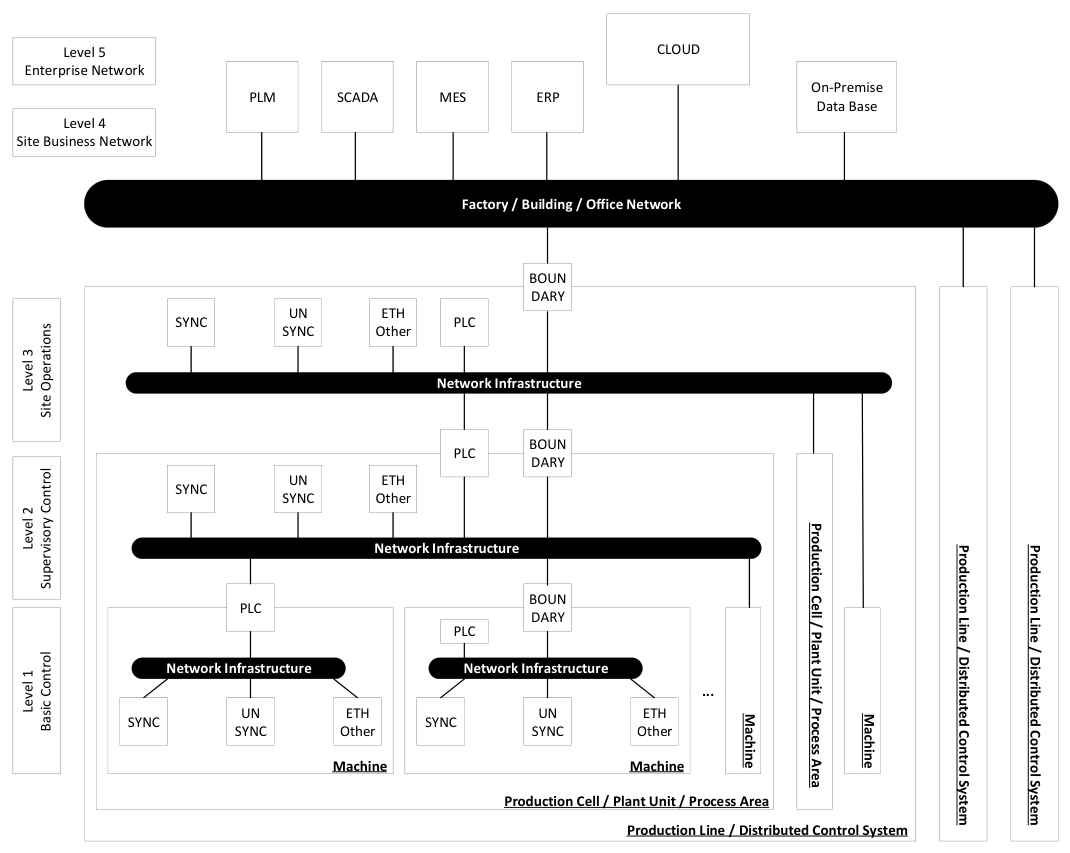 Level 5
Enterprise Network
Level 4
Site Business Network
PLM
SCADA
MES
ERP
CLOUD
On-Premise
Data Base
Factory / Building / Office Network
BOUN
DARY
Level 3
Site Operations
SYNC
UN
SYNC
ETH
Other
PLC
Network Infrastructure
Level 2
Supervisory Control
SYNC
UN
SYNC
ETH
Other
PLC
BOUN
DARY
Network Infrastructure
Level 1
Basic Control
PLC
Network Infrastructure
SYNC
UN
SYNC
ETH
Other
Machine
BOUN
DARY
PLC
Network Infrastructure
SYNC
UN
SYNC
ETH
Other
Machine
...
Machine
Production Cell / Plant Unit / Process Area
Production Cell / Plant Unit / Process Area
Machine
Production Line / Distributed Control System
Production Line / Distributed Control System
Production Line / Distributed Control System